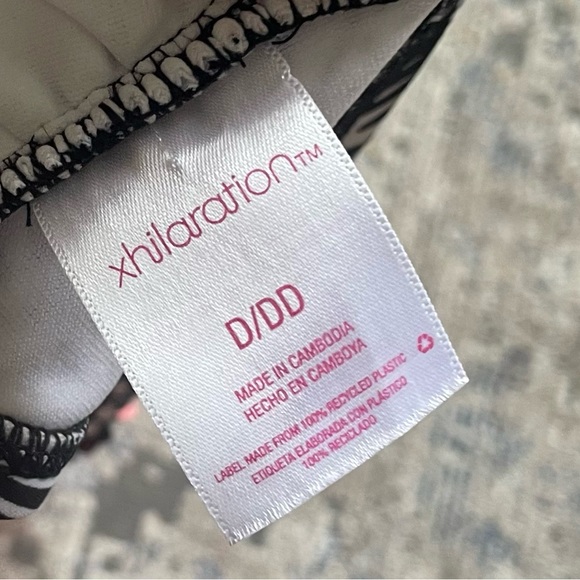 xhilaration™
D/DD
MADE IN CAMBODIA
HECHO EN CAMBOYA
LABEL MADE FROM 100% RECYCLED PLASTIC
ETIQUETA ELABORADA CON PLÁSTICO
100% RECICLADO